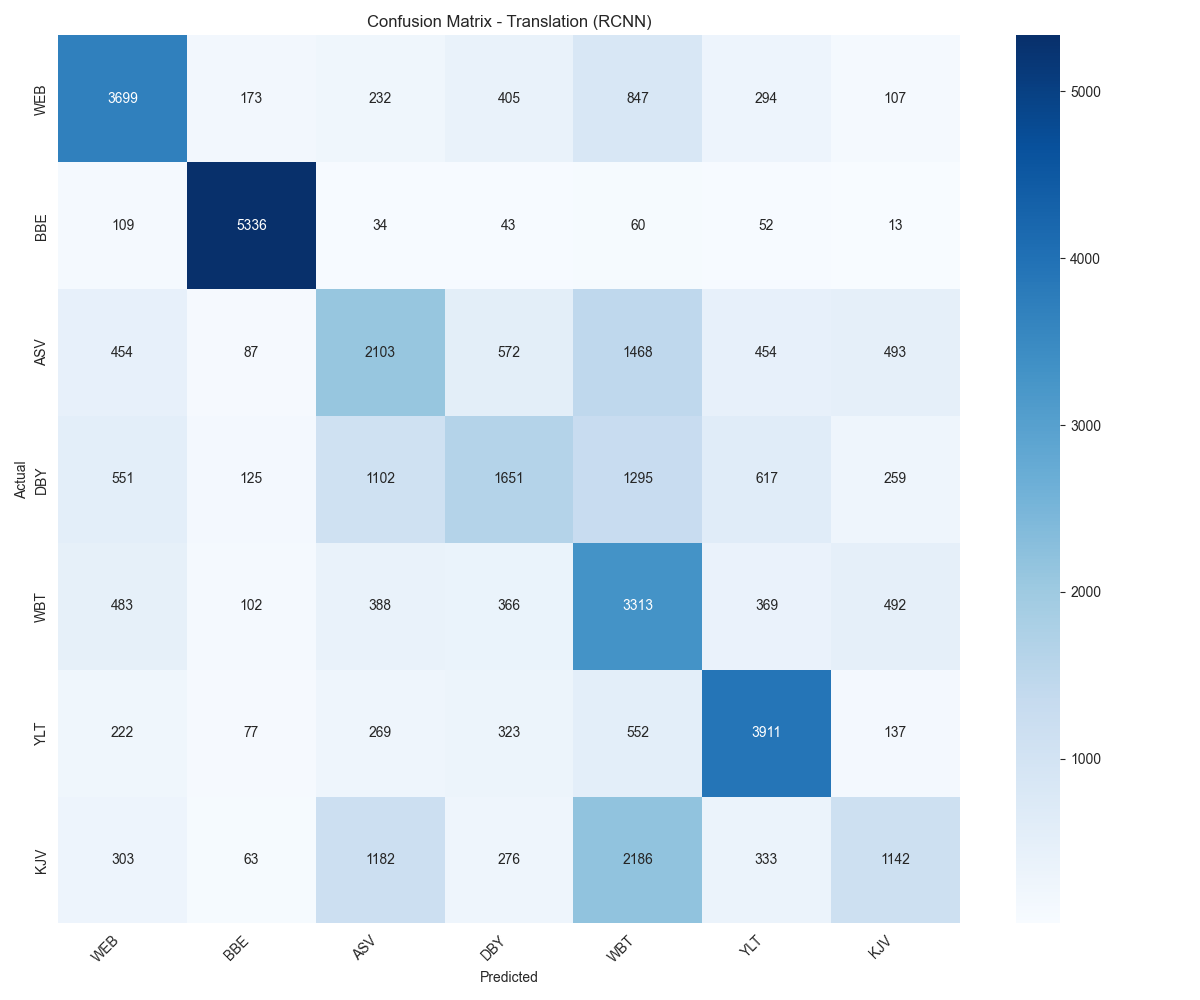 Confusion Matrix - Translation (RCNN)
WEB 3699 173 232 405 847 294 107
BBE 109 5336 34 43 60 52 13
ASV 454 87 2103 572 1468 454 493
DBY 551 125 1102 1651 1295 617 259
WBT 483 102 388 366 3313 369 492
YLT 222 77 269 323 552 3911 137
KJV 303 63 1182 276 2186 333 1142
Actual
WEB BBE ASV DBY WBT YLT KJV
Predicted
5000
4000
3000
2000
1000